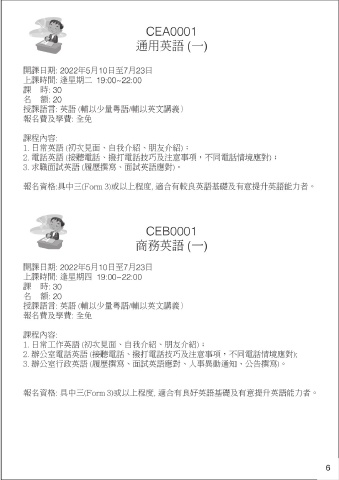 CEA0001
通用英語 (一)
開課日期: 2022年5月10日至7月23日
上課時間: 逢星期二 19:00~22:00
課 時: 30
名 額: 20
授課語言: 英語 (輔以少量粵語/輔以英文講義)
報名費及學費: 全免
課程內容:
1. 日常英語 (初次見面、自我介紹、朋友介紹)；
2. 電話英語 (接聽電話、撥打電話技巧及注意事項，不同電話情境應對)；
3. 求職面試英語 (履歷撰寫、面試英語應對)。
報名資格:具中三(Form 3)或以上程度, 適合有較良英語基礎及有意提升英語能力者。
CEB0001
商務英語 (一)
開課日期: 2022年5月10日至7月23日
上課時間: 逢星期四 19:00~22:00
課 時: 30
名 額: 20
授課語言: 英語 (輔以少量粵語/輔以英文講義)
報名費及學費: 全免
課程內容:
1. 日常工作英語 (初次見面、自我介紹、朋友介紹)；
2. 辦公室電話英語 (接聽電話、撥打電話技巧及注意事項，不同電話情境應對);
3. 辦公室行政英語 (履歷撰寫、面試英語應對、人事異動通知、公告撰寫)。
報名資格: 具中三(Form 3)或以上程度, 適合有良好英語基礎及有意提升英語能力者。
6